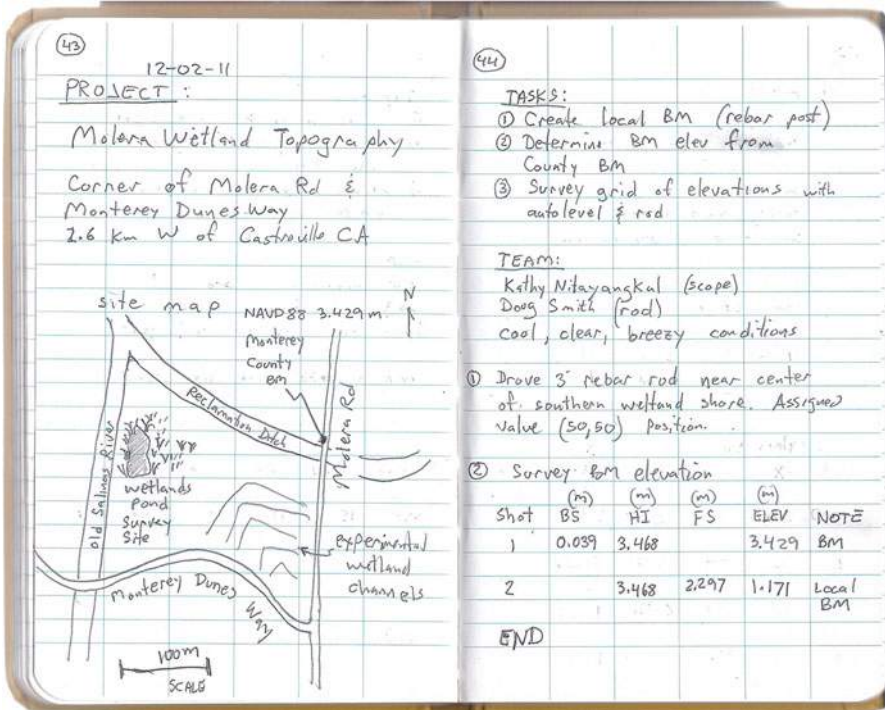 43
12-02-11
PROJECT:
Molera Wetland Topography
Corner of Molera Rd &
Monterey Dunes Way
2.6 Km W of Castroville CA
site map
NAVD88 3.429 m
N
Monterey
County
BM
Reclamation Ditch
Molera Rd
Old Salinas River
wetlands
Pond
Survey
Site
experimental
wetland
channels
Monterey Dunes Way
100m
SCALE
44
TASKS:
① Create local BM (rebar post)
② Determine BM elev from
County BM
③ Survey grid of elevations with
autolevel & rod
TEAM:
Kathy Nitayangkul (scope)
Doug Smith (rod)
cool, clear, breezy conditions
① Drove 3' rebar rod near center
of southern wetland shore. Assigned
value (50,50) position.
② Survey BM elevation
(m) (m) (m) (m)
Shot BS HI FS ELEV NOTE
1 0.039 3.468 3.429 BM
2 3.468 2.297 1.171 Local
BM
END